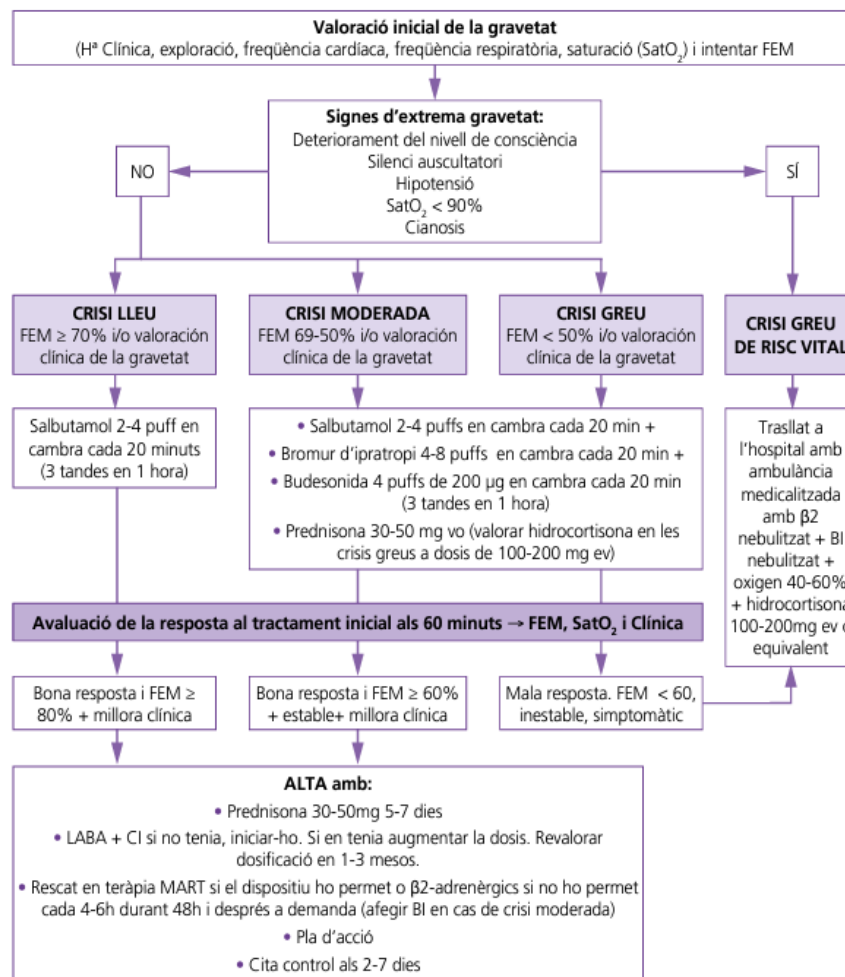 Valoració inicial de la gravetat
(Hª Clínica, exploració, freqüència cardíaca, freqüència respiratòria, saturació (SatO₂) i intentar FEM
Signes d'extrema gravetat:
Deteriorament del nivell de consciència
Silenci auscultatori
Hipotensió
SatO₂ < 90%
Cianosis
NO
SÍ
CRISI LLEU
FEM ≥ 70% i/o valoración
clínica de la gravetat
CRISI MODERADA
FEM 69-50% i/o valoración
clínica de la gravetat
CRISI GREU
FEM < 50% i/o valoración
clínica de la gravetat
CRISI GREU
DE RISC VITAL
Salbutamol 2-4 puff en
cambra cada 20 minuts
(3 tandes en 1 hora)
• Salbutamol 2-4 puffs en cambra cada 20 min +
• Bromur d'ipratropi 4-8 puffs en cambra cada 20 min +
• Budesonida 4 puffs de 200 µg en cambra cada 20 min
(3 tandes en 1 hora)
• Prednisona 30-50 mg vo (valorar hidrocortisona en les
crisis greus a dosis de 100-200 mg ev)
Trasllat a
l'hospital amb
ambulància
medicalitzada
amb β2
nebulitzat + BI
nebulitzat +
oxigen 40-60%
+ hidrocortisona
100-200mg ev o
equivalent
Avaluació de la resposta al tractament inicial als 60 minuts → FEM, SatO₂ i Clínica
Bona resposta i FEM ≥
80% + millora clínica
Bona resposta i FEM ≥ 60%
+ estable+ millora clínica
Mala resposta. FEM < 60,
inestable, simptomàtic
ALTA amb:
• Prednisona 30-50mg 5-7 dies
• LABA + CI si no tenia, iniciar-ho. Si en tenia augmentar la dosis. Revalorar
dosificació en 1-3 mesos.
• Rescat en teràpia MART si el dispositiu ho permet o β2-adrenèrgics si no ho permet
cada 4-6h durant 48h i després a demanda (afegir BI en cas de crisi moderada)
• Pla d'acció
• Cita control als 2-7 dies